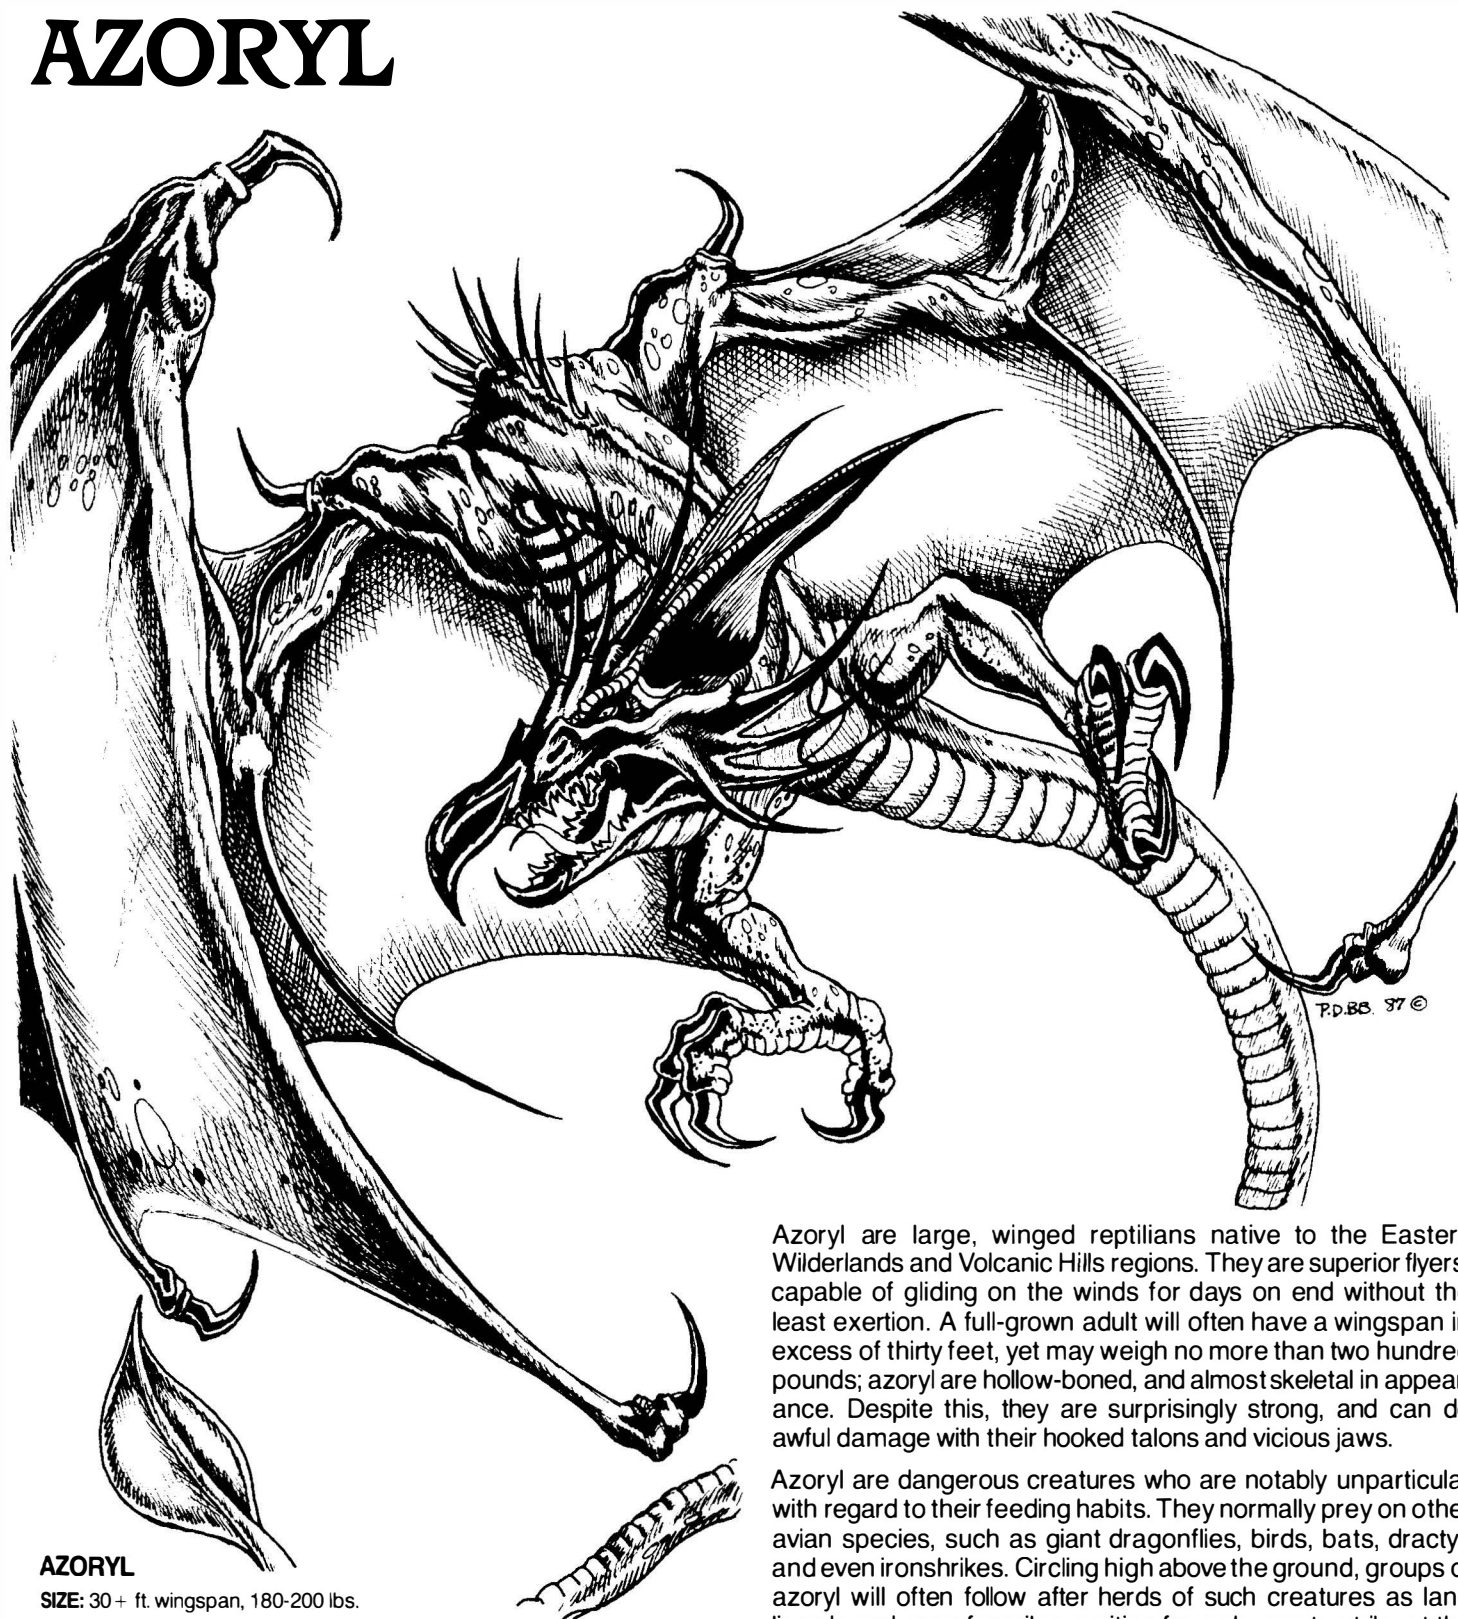 AZORYL
P.D.BB. '87 ©
Azoryl are large, winged reptilians native to the Easter
Wilderlands and Volcanic Hills regions. They are superior flyers
capable of gliding on the winds for days on end without th
least exertion. A full-grown adult will often have a wingspan i
excess of thirty feet, yet may weigh no more than two hundre
pounds; azoryl are hollow-boned, and almost skeletal in appear
ance. Despite this, they are surprisingly strong, and can d
awful damage with their hooked talons and vicious jaws.
Azoryl are dangerous creatures who are notably unparticula
with regard to their feeding habits. They normally prey on othe
avian species, such as giant dragonflies, birds, bats, dracty
and even ironshrikes. Circling high above the ground, groups o
azoryl will often follow after herds of such creatures as lan
AZORYL
SIZE: 30+ ft. wingspan, 180-200 lbs.